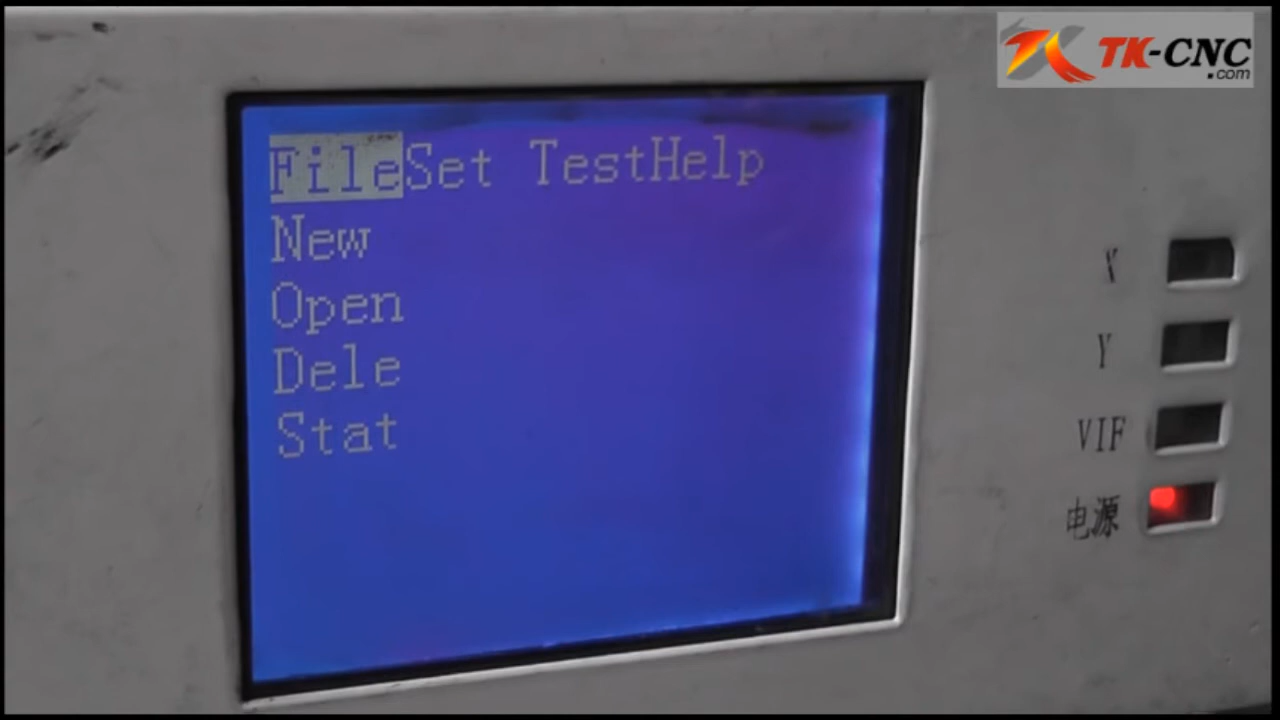 TK-CNC
.com
FileSet TestHelp
New
Open
Dele
Stat
X
Y
VIF
电源